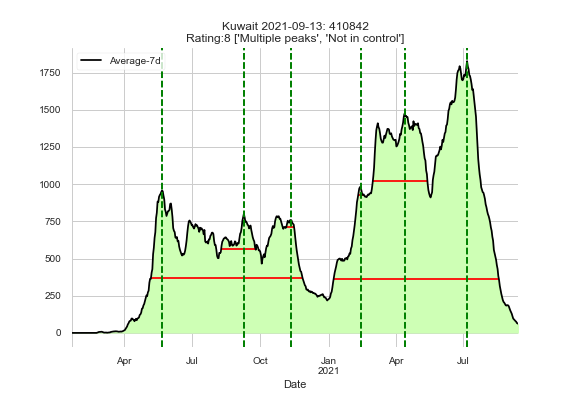 Kuwait 2021-09-13: 410842
Rating:8 ['Multiple peaks', 'Not in control']
Average-7d
1750
1500
1250
1000
750
500
250
0
Apr Jul Oct Jan Apr Jul
2021
Date